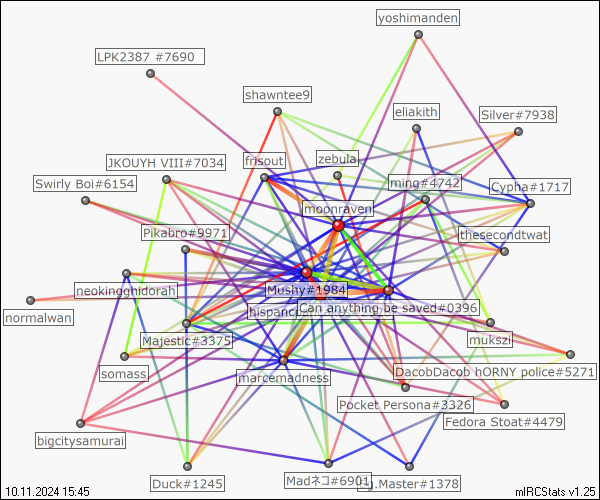 yoshimanden
LPK2387 #7690
shawntee9
eliakith
Silver#7938
frisout
zebula
JKOUYH VIII#7034
ming#4742
Swirly Boi#6154
Cypha#1717
moonraven
Pikabro#9971
thesecondtwat
neokingghidorah
Mushy#1984
hispanic
Can anything be saved#0396
normalwan
Majestic#3375
mukszi
somass
marcemadness
DacobDacob hORNY police#5271
Pocket Persona#3326
Fedora Stoat#4479
bigcitysamurai
Duck#1245
Madネコ#6901
g.Master#1378
10.11.2024 15:45
mIRCStats v1.25